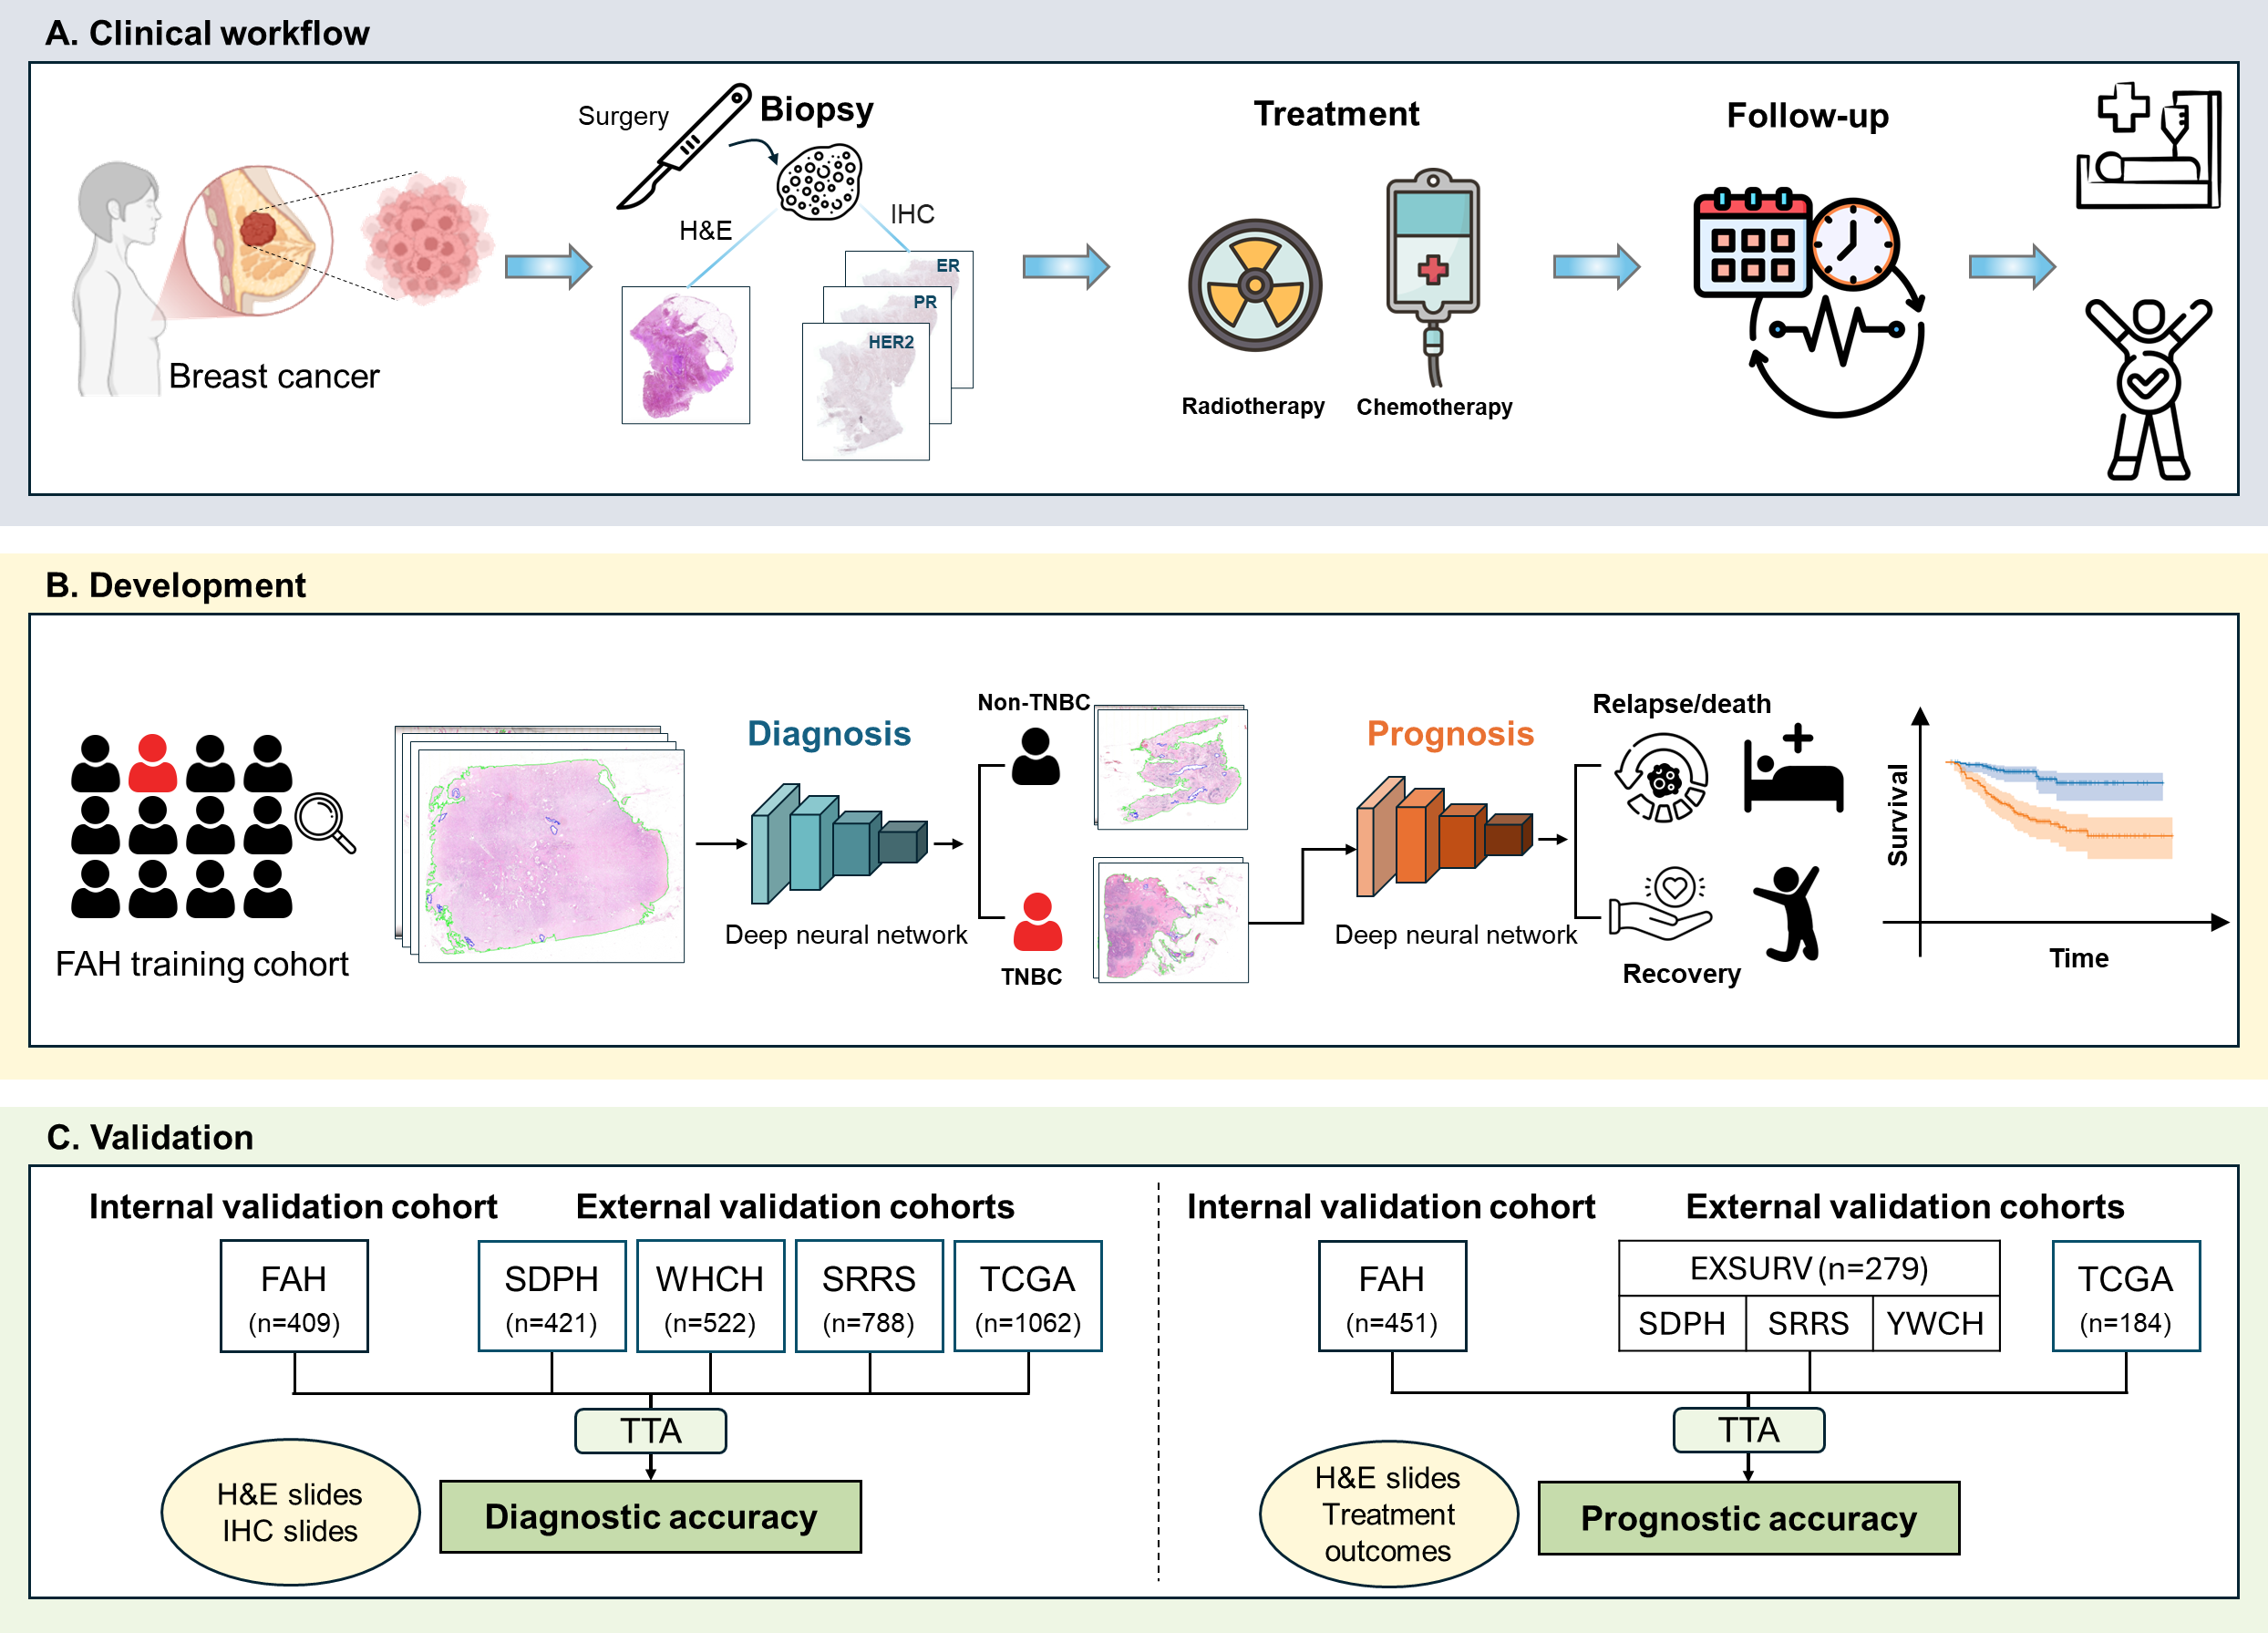 A. Clinical workflow
Breast cancer
Surgery
Biopsy
H&E
IHC
ER
PR
HER2
Treatment
Radiotherapy
Chemotherapy
Follow-up
B. Development
FAH training cohort
Diagnosis
Deep neural network
Non-TNBC
TNBC
Prognosis
Deep neural network
Relapse/death
Recovery
Survival
Time
C. Validation
Internal validation cohort
External validation cohorts
FAH
(n=409)
SDPH
(n=421)
WHCH
(n=522)
SRRS
(n=788)
TCGA
(n=1062)
TTA
H&E slides
IHC slides
Diagnostic accuracy
Internal validation cohort
External validation cohorts
FAH
(n=451)
EXSURV (n=279)
SDPH
SRRS
YWCH
TCGA
(n=184)
TTA
H&E slides
Treatment
outcomes
Prognostic accuracy